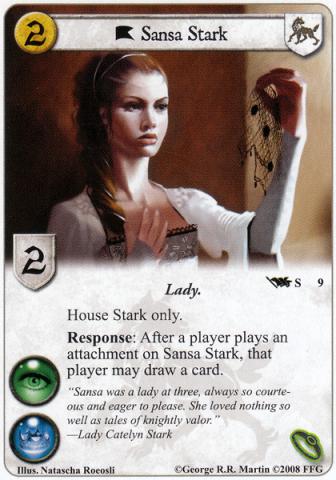 2 Sansa Stark
2
S 9
Lady.
House Stark only.
Response: After a player plays an
attachment on Sansa Stark, that
player may draw a card.
“Sansa was a lady at three, always so courte-
ous and eager to please. She loved nothing so
well as tales of knightly valor.”
—Lady Catelyn Stark
Illus. Natascha Roeosli ©George R.R. Martin ©2008 FFG